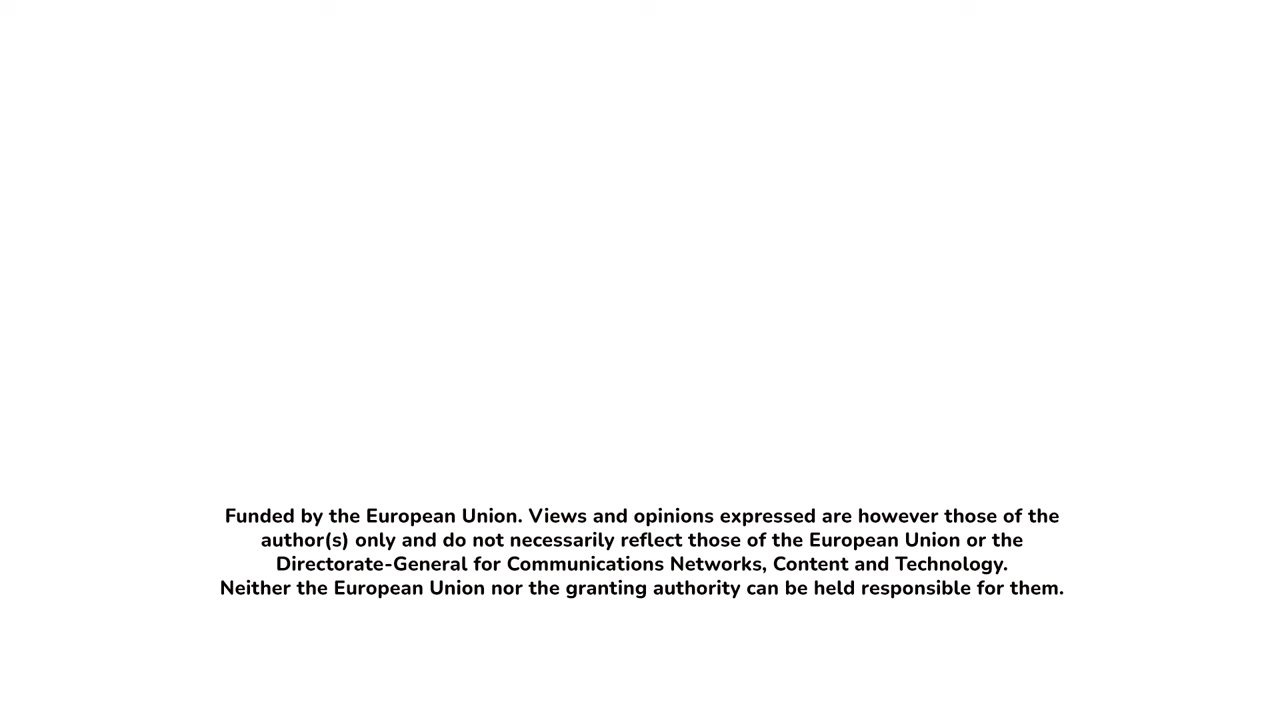 Funded by the European Union. Views and opinions expressed are however those of the
author(s) only and do not necessarily reflect those of the European Union or the
Directorate-General for Communications Networks, Content and Technology.
Neither the European Union nor the granting authority can be held responsible for them.